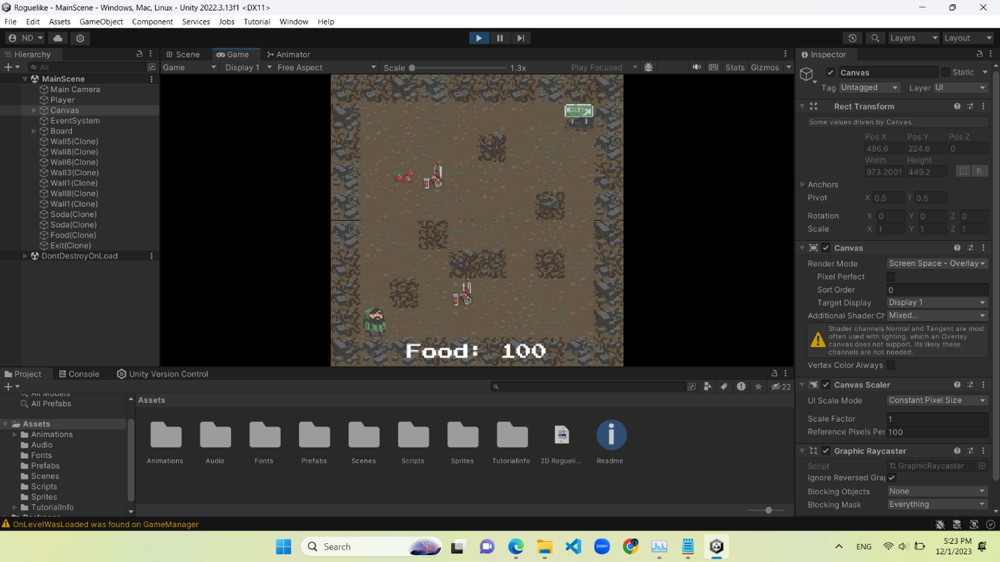 Roguelike - MainScene - Windows, Mac, Linux - Unity 2022.3.13f1 <DX11>
File Edit Assets GameObject Component Services Jobs Tutorial Window Help
ND
Layers Layout
Hierarchy
All
MainScene
Main Camera
Player
Canvas
EventSystem
Board
Wall5(Clone)
Wall8(Clone)
Wall6(Clone)
Wall3(Clone)
Wall1(Clone)
Wall8(Clone)
Wall1(Clone)
Soda(Clone)
Soda(Clone)
Food(Clone)
Exit(Clone)
DontDestroyOnLoad
Scene Game Animator
Game Display 1 Free Aspect Scale 1.3x Play Focused Stats Gizmos
EXIT
Food: 100
Inspector
Canvas Static
Tag Untagged Layer UI
Rect Transform
Some values driven by Canvas.
Pos X Pos Y Pos Z
486.6 224.6 0
Width Height
973.2001 449.2 R
Anchors
Pivot X 0.5 Y 0.5
Rotation X 0 Y 0 Z 0
Scale X 1 Y 1 Z 1
Canvas
Render Mode Screen Space - Overlay
Pixel Perfect
Sort Order 0
Target Display Display 1
Additional Shader Ch Mixed...
Shader channels Normal and Tangent are most
often used with lighting, which an Overlay
canvas does not support. Its likely these
channels are not needed.
Vertex Color Always
Canvas Scaler
UI Scale Mode Constant Pixel Size
Scale Factor 1
Reference Pixels Per 100
Graphic Raycaster
Script GraphicRaycaster
Ignore Reversed Grap
Blocking Objects None
Blocking Mask Everything
Project Console Unity Version Control
22
All Models
All Prefabs
Assets
Animations
Audio
Fonts
Prefabs
Scenes
Scripts
Sprites
TutorialInfo
Packages
Assets
Animations Audio Fonts Prefabs Scenes Scripts Sprites TutorialInfo 2D Rogueli... Readme
OnLevelWasLoaded was found on GameManager
Search
zoom
ENG
5:23 PM
12/1/2023